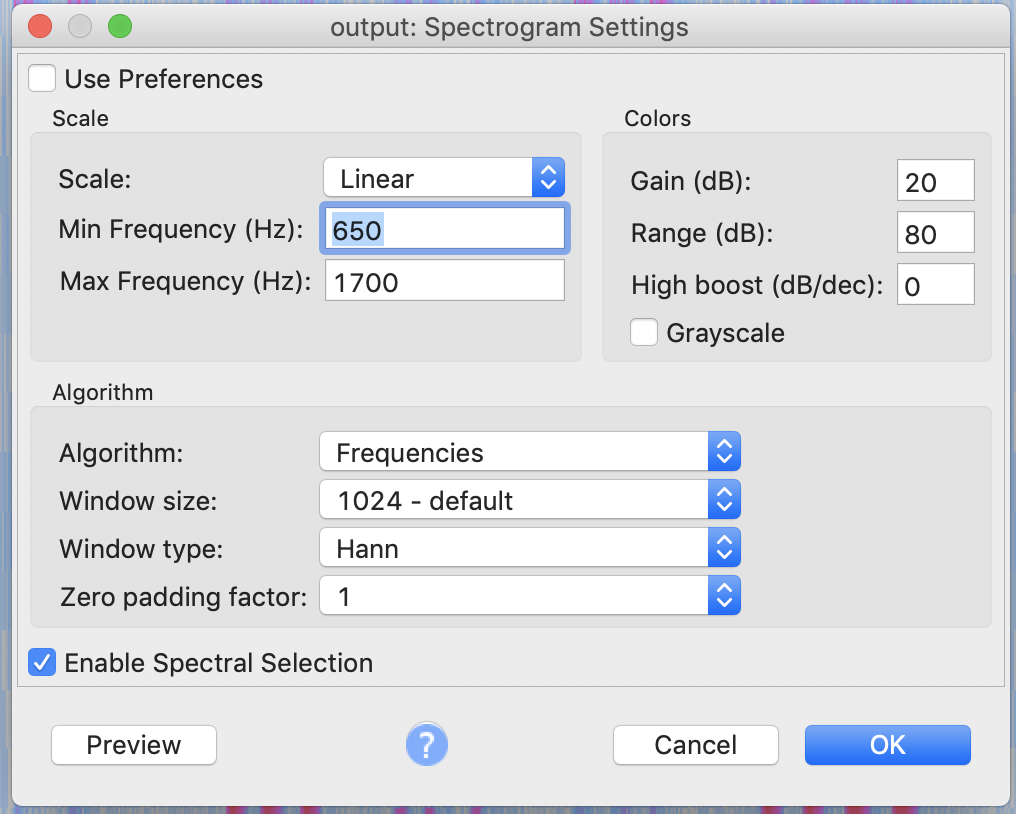 output: Spectrogram Settings
Use Preferences
Scale
Scale: Linear
Min Frequency (Hz): 650
Max Frequency (Hz): 1700
Colors
Gain (dB): 20
Range (dB): 80
High boost (dB/dec): 0
Grayscale
Algorithm
Algorithm: Frequencies
Window size: 1024 - default
Window type: Hann
Zero padding factor: 1
Enable Spectral Selection
Preview ? Cancel OK